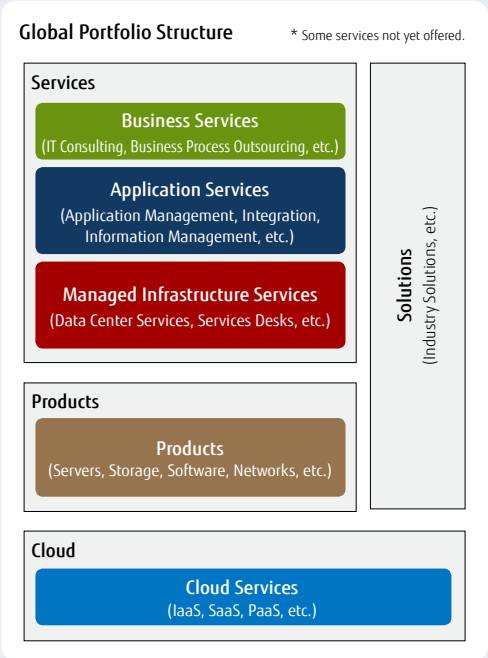 Global Portfolio Structure
* Some services not yet offered.
Services
Business Services
(IT Consulting, Business Process Outsourcing, etc.)
Application Services
(Application Management, Integration,
Information Management, etc.)
Managed Infrastructure Services
(Data Center Services, Services Desks, etc.)
Products
Products
(Servers, Storage, Software, Networks, etc.)
Solutions
(Industry Solutions, etc.)
Cloud
Cloud Services
(IaaS, SaaS, PaaS, etc.)